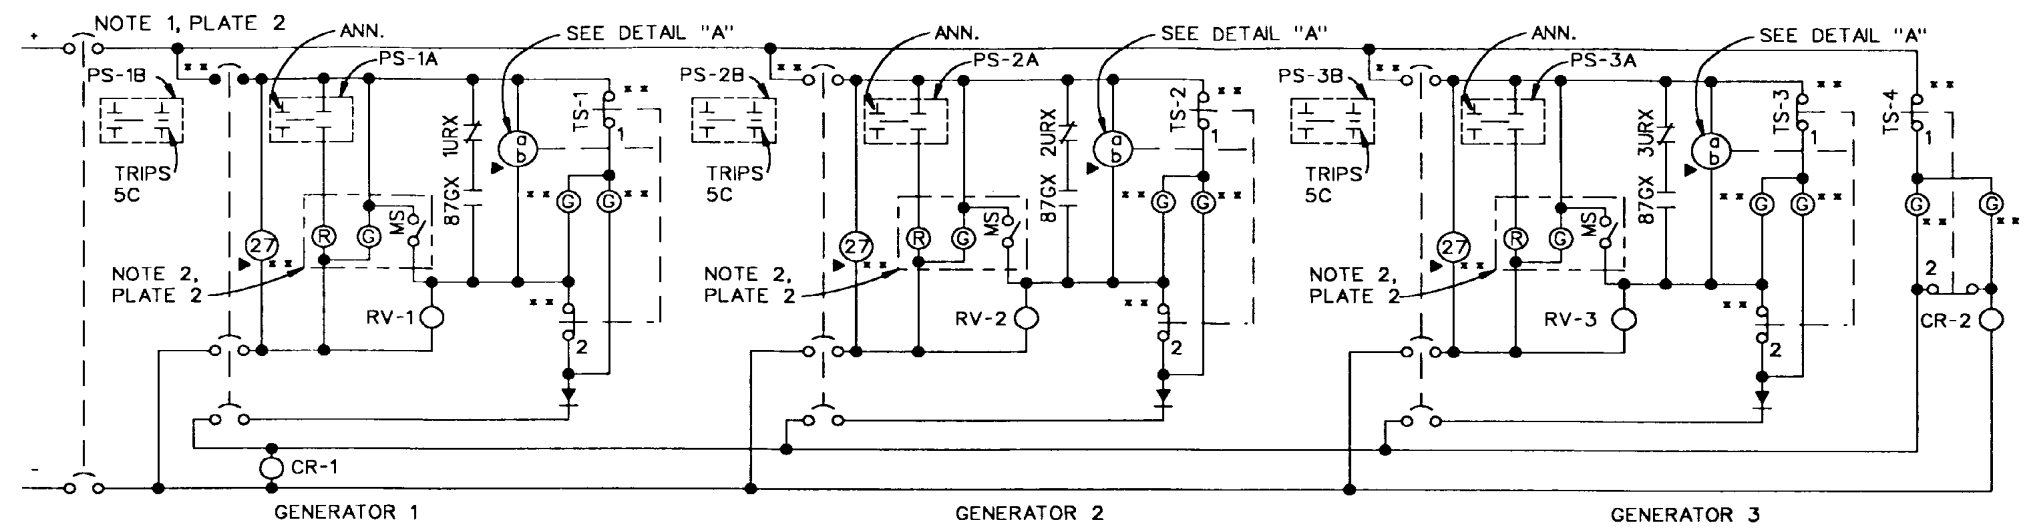 NOTE 1, PLATE 2
ANN.
SEE DETAIL "A"
ANN.
SEE DETAIL "A"
ANN.
SEE DETAIL "A"
+
PS-1B
**
PS-1A
TS-1
**
PS-2B
**
PS-2A
TS-2
**
PS-3B
**
PS-3A
TS-3
**
TS-4
**
1
1
1
1
87GX 1URX
a
b
87GX 2URX
a
b
87GX 3URX
a
b
TRIPS
5C
TRIPS
5C
TRIPS
5C
** G G **
** G G **
** G G **
G ** G **
27
**
R G MS
27
**
R G MS
27
**
R G MS
NOTE 2,
PLATE 2
NOTE 2,
PLATE 2
NOTE 2,
PLATE 2
RV-1
**
2
RV-2
**
2
RV-3
**
2
2
CR-2
CR-1
-
GENERATOR 1
GENERATOR 2
GENERATOR 3